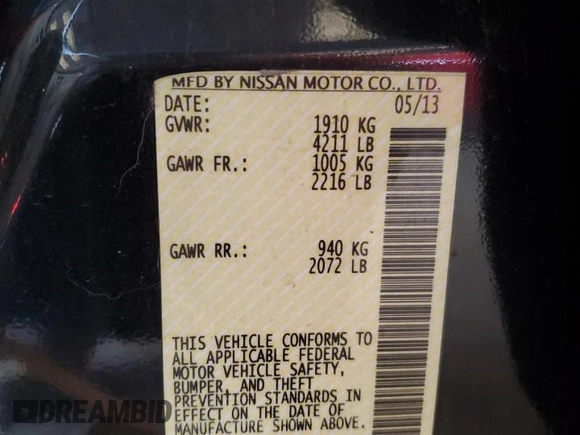 MFD BY NISSAN MOTOR CO., LTD.
DATE: 05/13
GVWR: 1910 KG
4211 LB
GAWR FR.: 1005 KG
2216 LB
GAWR RR.: 940 KG
2072 LB
THIS VEHICLE CONFORMS TO
ALL APPLICABLE FEDERAL
MOTOR VEHICLE SAFETY,
BUMPER, AND THEFT
PREVENTION STANDARDS IN
EFFECT ON THE DATE OF
MANUFACTURE SHOWN ABOVE.
DREAMBID